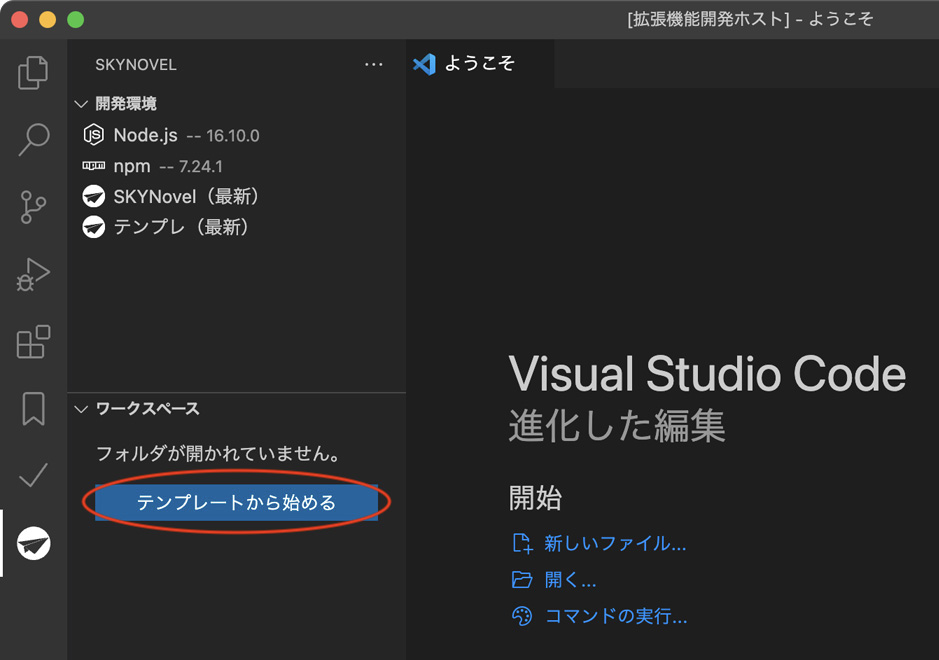 [拡張機能開発ホスト] - ようこそ
SKYNOVEL
ようこそ
開発環境
Node.js -- 16.10.0
npm npm -- 7.24.1
SKYNovel（最新）
テンプレ（最新）
ワークスペース
フォルダが開かれていません。
テンプレートから始める
Visual Studio Code
進化した編集
開始
新しいファイル...
開く...
コマンドの実行...